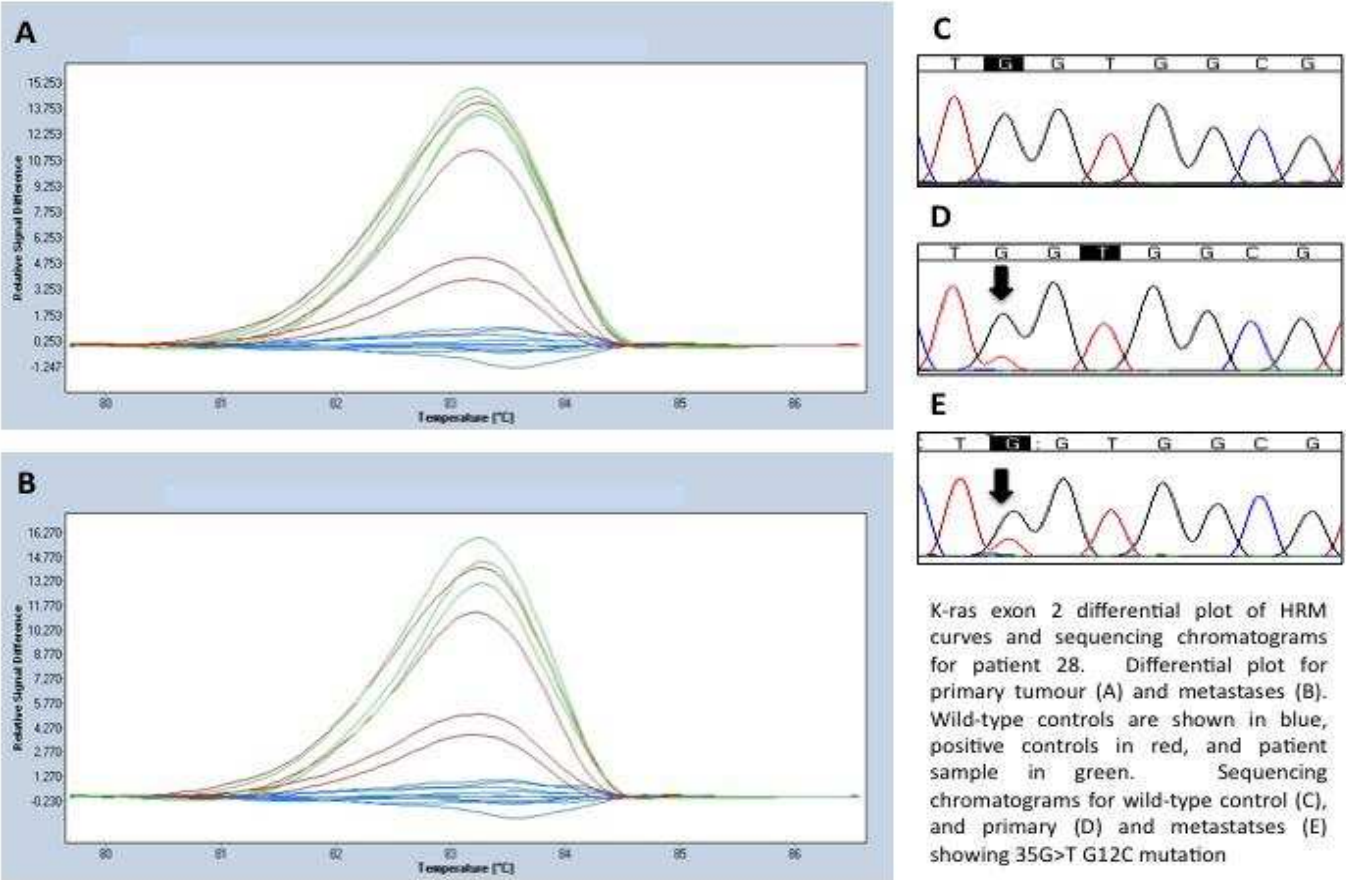 A
15.253
13.753
12.253
10.753
9.253
7.753
6.253
4.753
3.253
1.753
0.253
-1.247
Relative Signal Difference
80 81 82 83 84 85 86
Temperature [°C]
B
16.270
14.770
13.270
11.770
10.270
8.770
7.270
5.770
4.270
2.770
1.270
-0.230
Relative Signal Difference
80 81 82 83 84 85 86
Temperature [°C]
C
T G G T G G C G
D
T G G T G G C G
E
T G : G T G G C G
K-ras exon 2 differential plot of HRM
curves and sequencing chromatograms
for patient 28. Differential plot for
primary tumour (A) and metastases (B).
Wild-type controls are shown in blue,
positive controls in red, and patient
sample in green. Sequencing
chromatograms for wild-type control (C),
and primary (D) and metastatses (E)
showing 35G>T G12C mutation